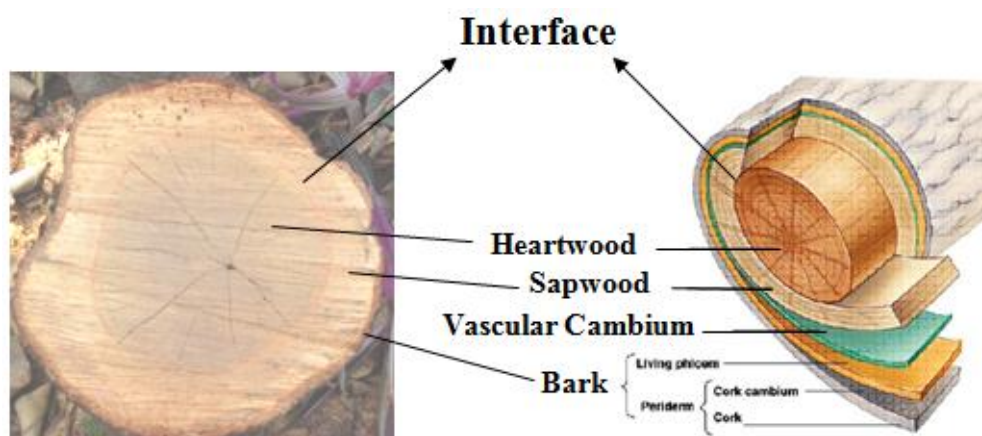 Interface
Heartwood
Sapwood
Vascular Cambium
Bark
Living phloem
Periderm
Cork cambium
Cork